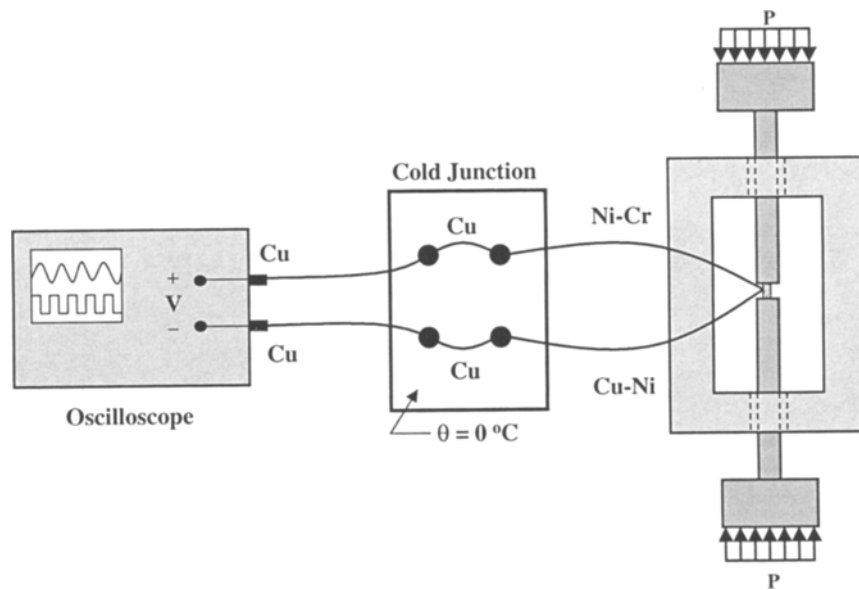 P
Cold Junction
Ni-Cr
Cu
Cu
+
V
−
Cu
Cu
Cu-Ni
Oscilloscope
θ = 0 ºC
P